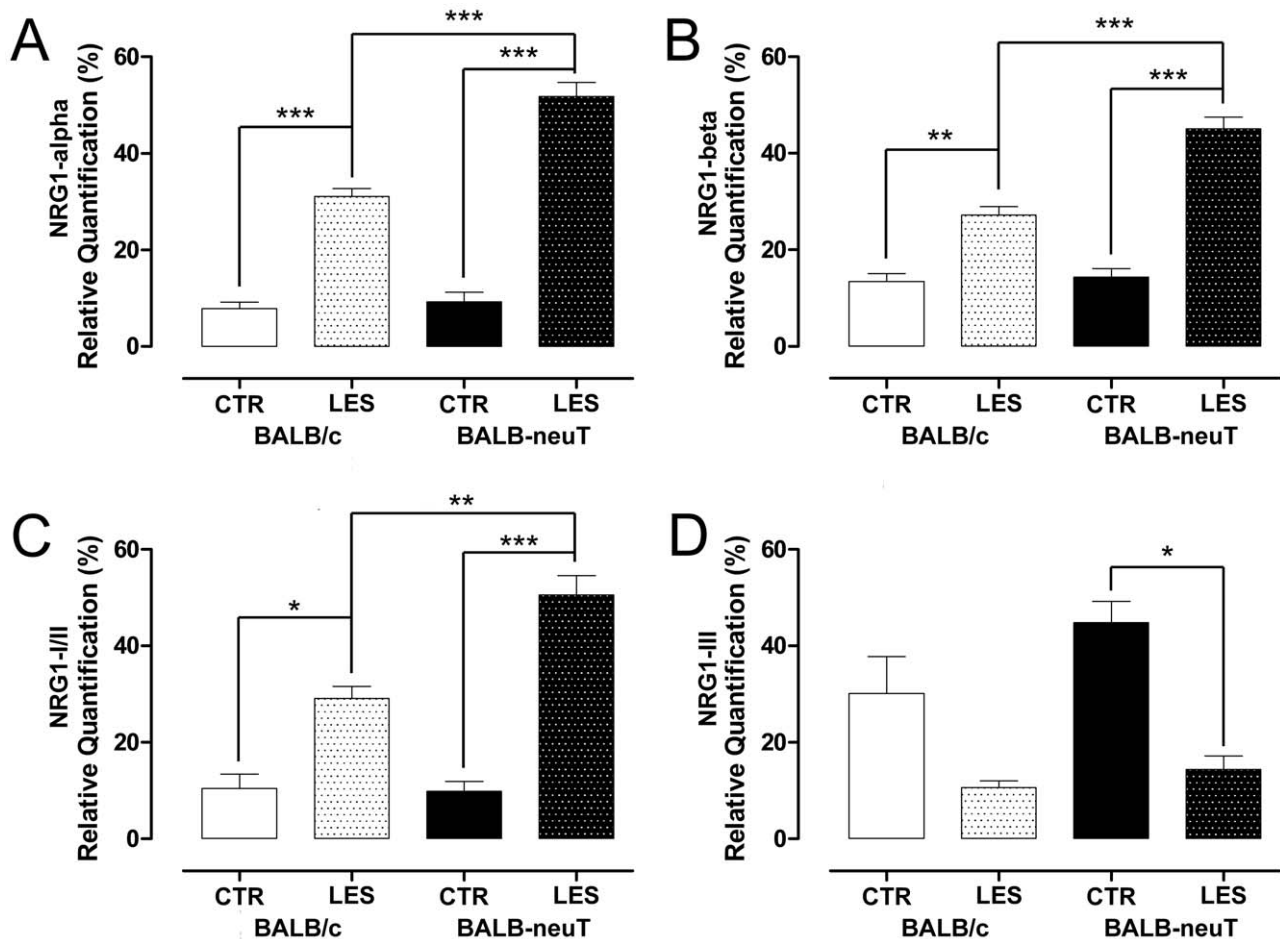 A
NRG1-alpha
Relative Quantification (%)
60
40
20
0
***
***
***
CTR LES CTR LES
BALB/c BALB-neuT
B
NRG1-beta
Relative Quantification (%)
60
40
20
0
**
***
***
CTR LES CTR LES
BALB/c BALB-neuT
C
NRG1-I/II
Relative Quantification (%)
60
40
20
0
*
**
***
CTR LES CTR LES
BALB/c BALB-neuT
D
NRG1-III
Relative Quantification (%)
60
40
20
0
*
CTR LES CTR LES
BALB/c BALB-neuT